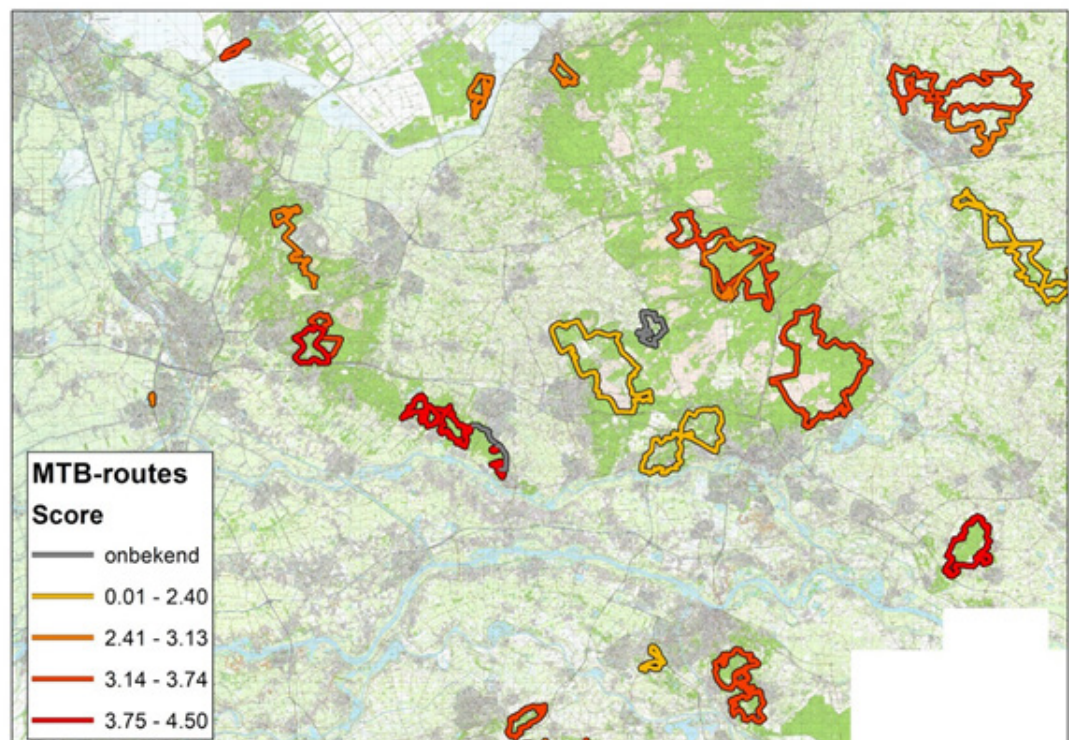 MTB-routes
Score
onbekend
0.01 - 2.40
2.41 - 3.13
3.14 - 3.74
3.75 - 4.50